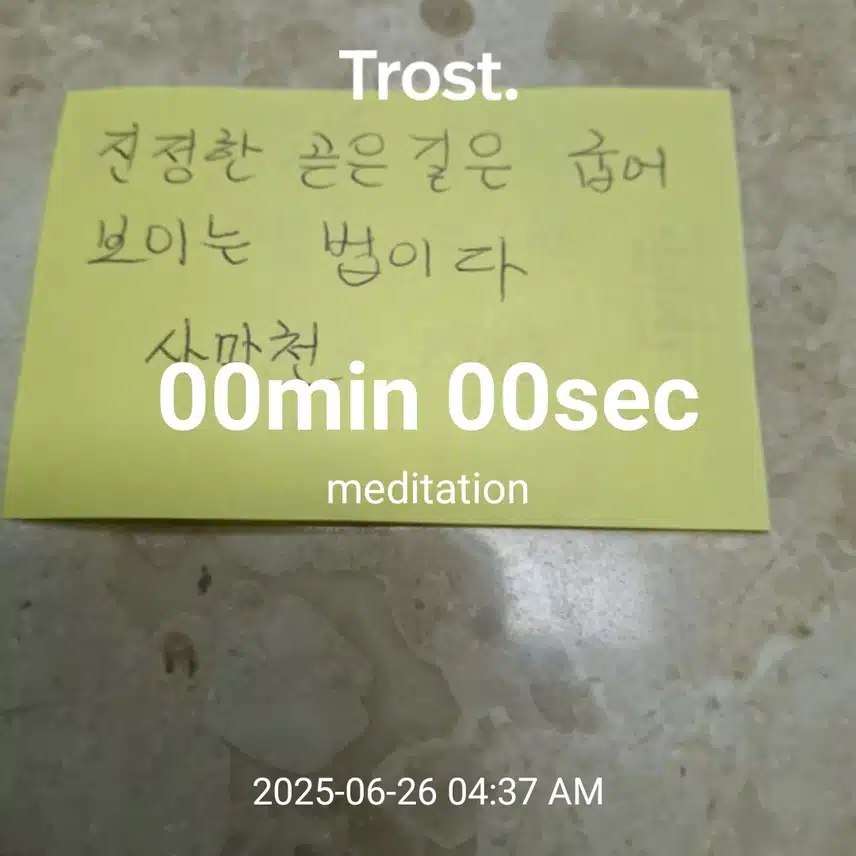 Trost.
진정한 곧은 길은 굽어
보이는 법이다
사마천
00min 00sec
meditation
2025-06-26 04:37 AM